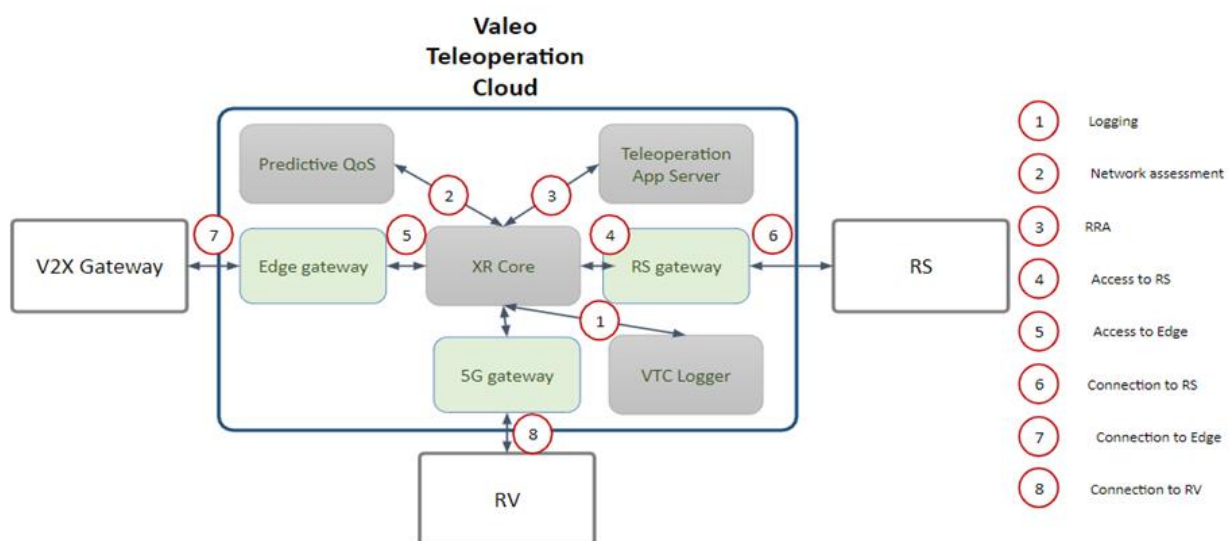 Valeo
Teleoperation
Cloud
Predictive QoS
Teleoperation
App Server
2
3
7
5
4
6
V2X Gateway
Edge gateway
XR Core
RS gateway
RS
1
5G gateway
VTC Logger
8
RV
1 Logging
2 Network assessment
3 RRA
4 Access to RS
5 Access to Edge
6 Connection to RS
7 Connection to Edge
8 Connection to RV